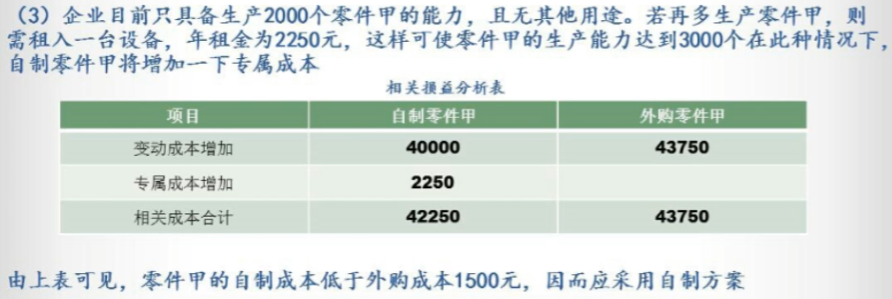 （3）企业目前只具备生产2000个零件甲的能力，且无其他用途。若再多生产零件甲，则
需租入一台设备，年租金为2250元，这样可使零件甲的生产能力达到3000个在此种情况下，
自制零件甲将增加一下专属成本
相关损益分析表
项目 自制零件甲 外购零件甲
变动成本增加 40000 43750
专属成本增加 2250
相关成本合计 42250 43750
由上表可见，零件甲的自制成本低于外购成本1500元，因而应采用自制方案